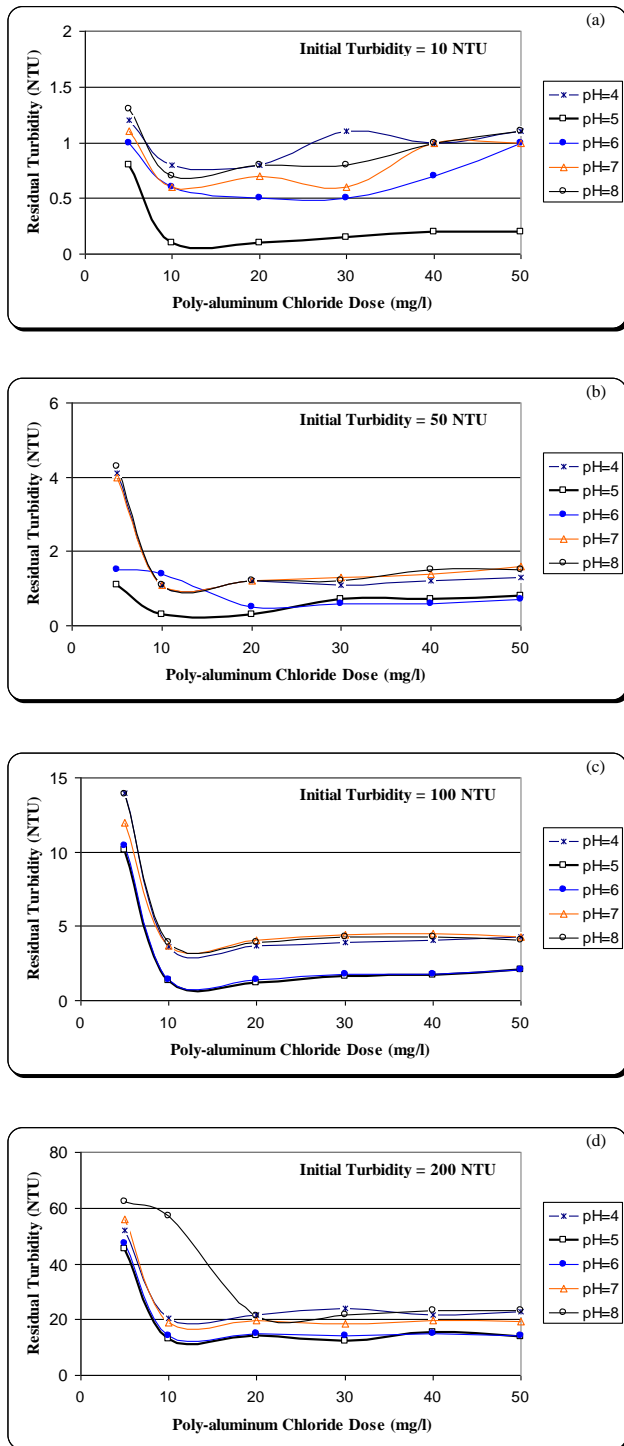 (a)
Initial Turbidity = 10 NTU
Residual Turbidity (NTU)
2
1.5
1
0.5
0
0 10 20 30 40 50
Poly-aluminum Chloride Dose (mg/l)
pH=4
pH=5
pH=6
pH=7
pH=8
(b)
Initial Turbidity = 50 NTU
Residual Turbidity (NTU)
6
4
2
0
0 10 20 30 40 50
Poly-aluminum Chloride Dose (mg/l)
pH=4
pH=5
pH=6
pH=7
pH=8
(c)
Initial Turbidity = 100 NTU
Residual Turbidity (NTU)
15
10
5
0
0 10 20 30 40 50
Poly-aluminum Chloride Dose (mg/l)
pH=4
pH=5
pH=6
pH=7
pH=8
(d)
Initial Turbidity = 200 NTU
Residual Turbidity (NTU)
80
60
40
20
0
0 10 20 30 40 50
Poly-aluminum Chloride Dose (mg/l)
pH=4
pH=5
pH=6
pH=7
pH=8